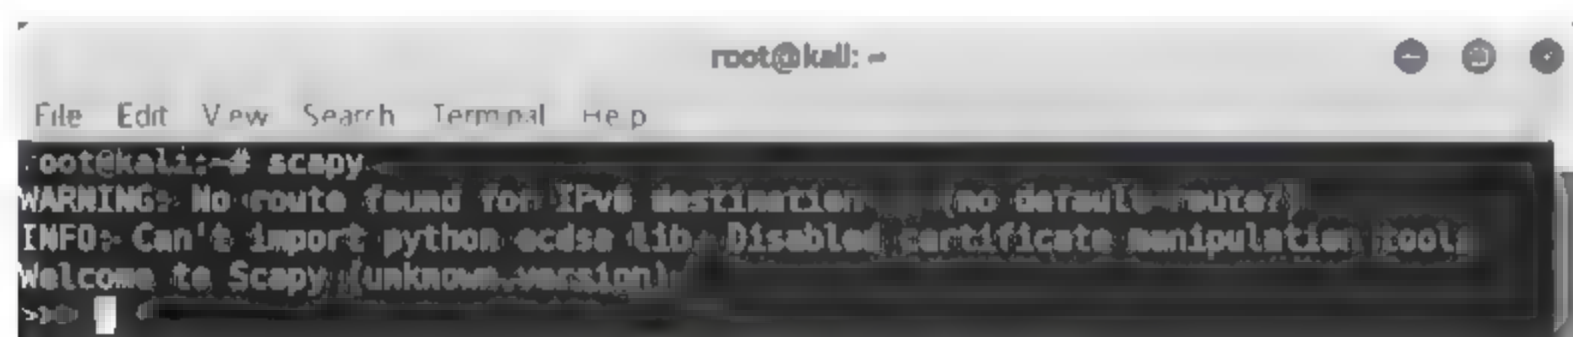 root@kali: ~
File Edit View Search Terminal Help
root@kali:~# scapy
WARNING: No route found for IPv6 destination :: (no default route?)
INFO: Can't import python ecdsa lib. Disabled certificate manipulation tools
Welcome to Scapy (unknown.version)
>>>